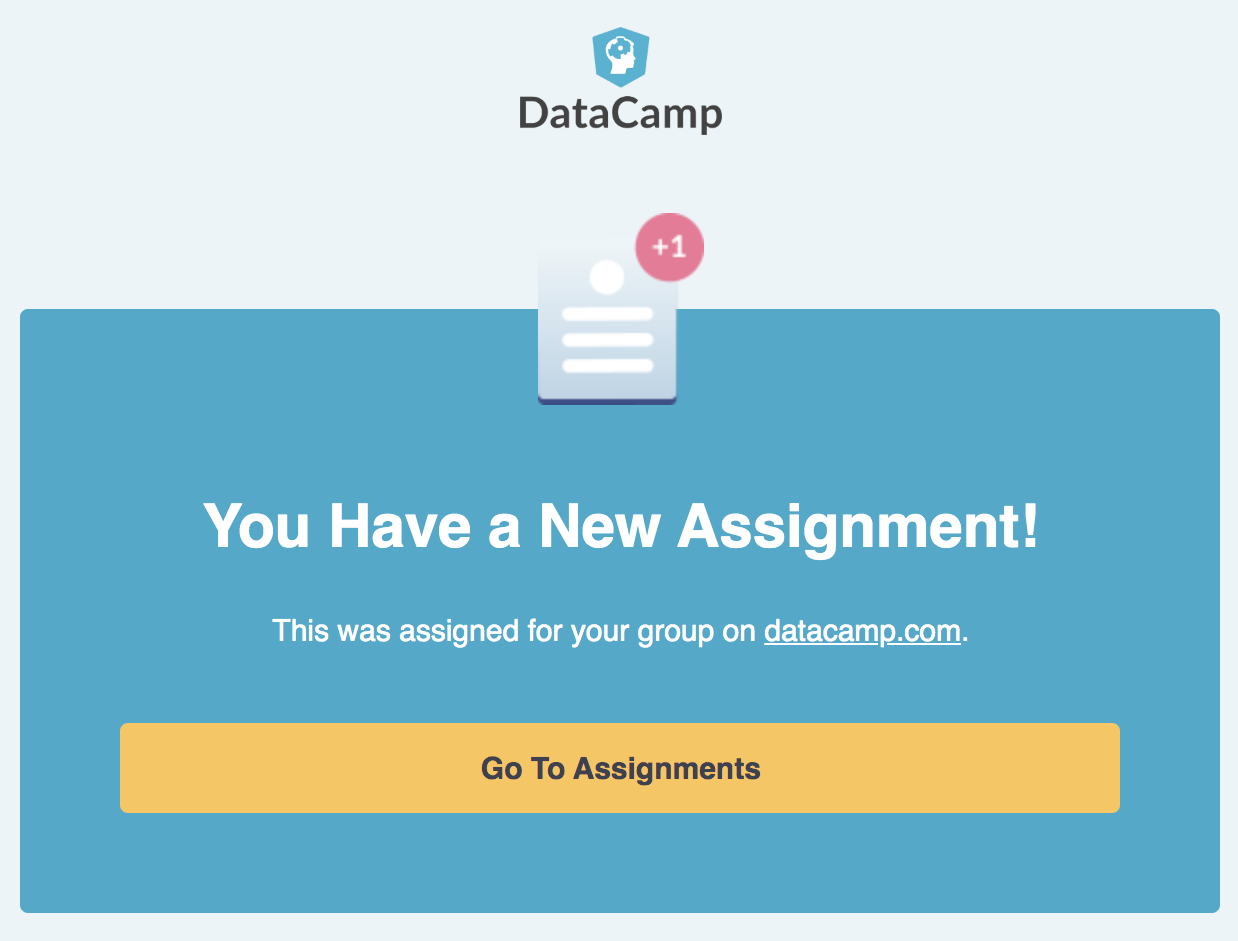 DataCamp
+1
You Have a New Assignment!
This was assigned for your group on datacamp.com.
Go To Assignments